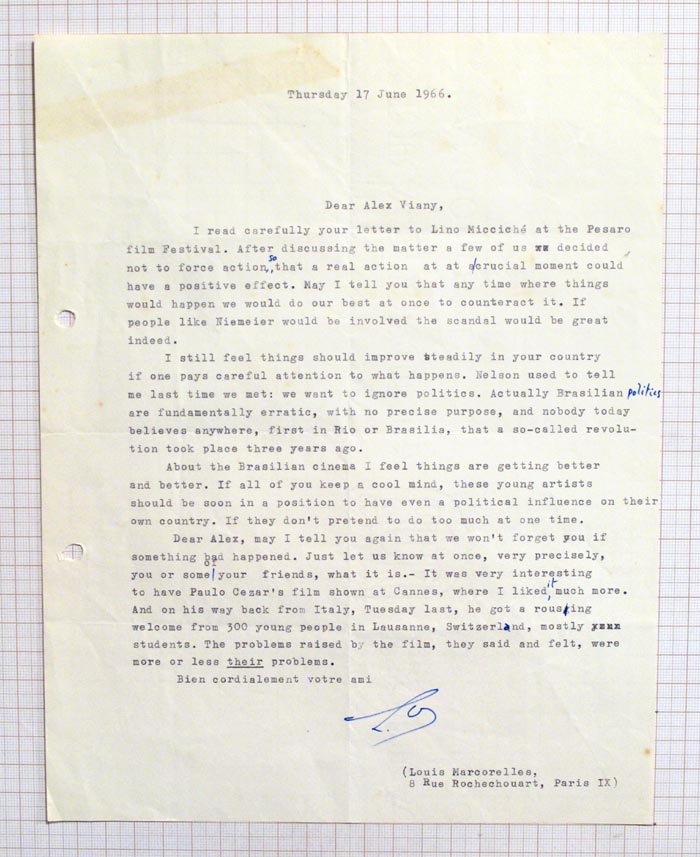 Thursday 17 June 1966.
Dear Alex Viany,
I read carefully your letter to Lino Micciché at the Pesaro
film Festival. After discussing the matter a few of us xx decided
not to force action, so that a real action at at a crucial moment could
have a positive effect. May I tell you that any time where things
would happen we would do our best at once to counteract it. If
people like Niemeier would be involved the scandal would be great
indeed.
I still feel things should improve steadily in your country
if one pays careful attention to what happens. Nelson used to tell
me last time we met: we want to ignore politics. Actually Brasilian politics
are fundamentally erratic, with no precise purpose, and nobody today
believes anywhere, first in Rio or Brasilia, that a so-called revolu-
tion took place three years ago.
About the Brasilian cinema I feel things are getting better
and better. If all of you keep a cool mind, these young artists
should be soon in a position to have even a political influence on their
own country. If they don't pretend to do too much at one time.
Dear Alex, may I tell you again that we won't forget you if
something bad happened. Just let us know at once, very precisely,
you or some/your friends, what it is.- It was very interesting
to have Paulo Cezar's film shown at Cannes, where I liked it much more.
And on his way back from Italy, Tuesday last, he got a rousing
welcome from 300 young people in Lausanne, Switzerland, mostly xxxx
students. The problems raised by the film, they said and felt, were
more or less their problems.
Bien cordialement votre ami
(Louis Marcorelles,
8 Rue Rochechouart, Paris IX)